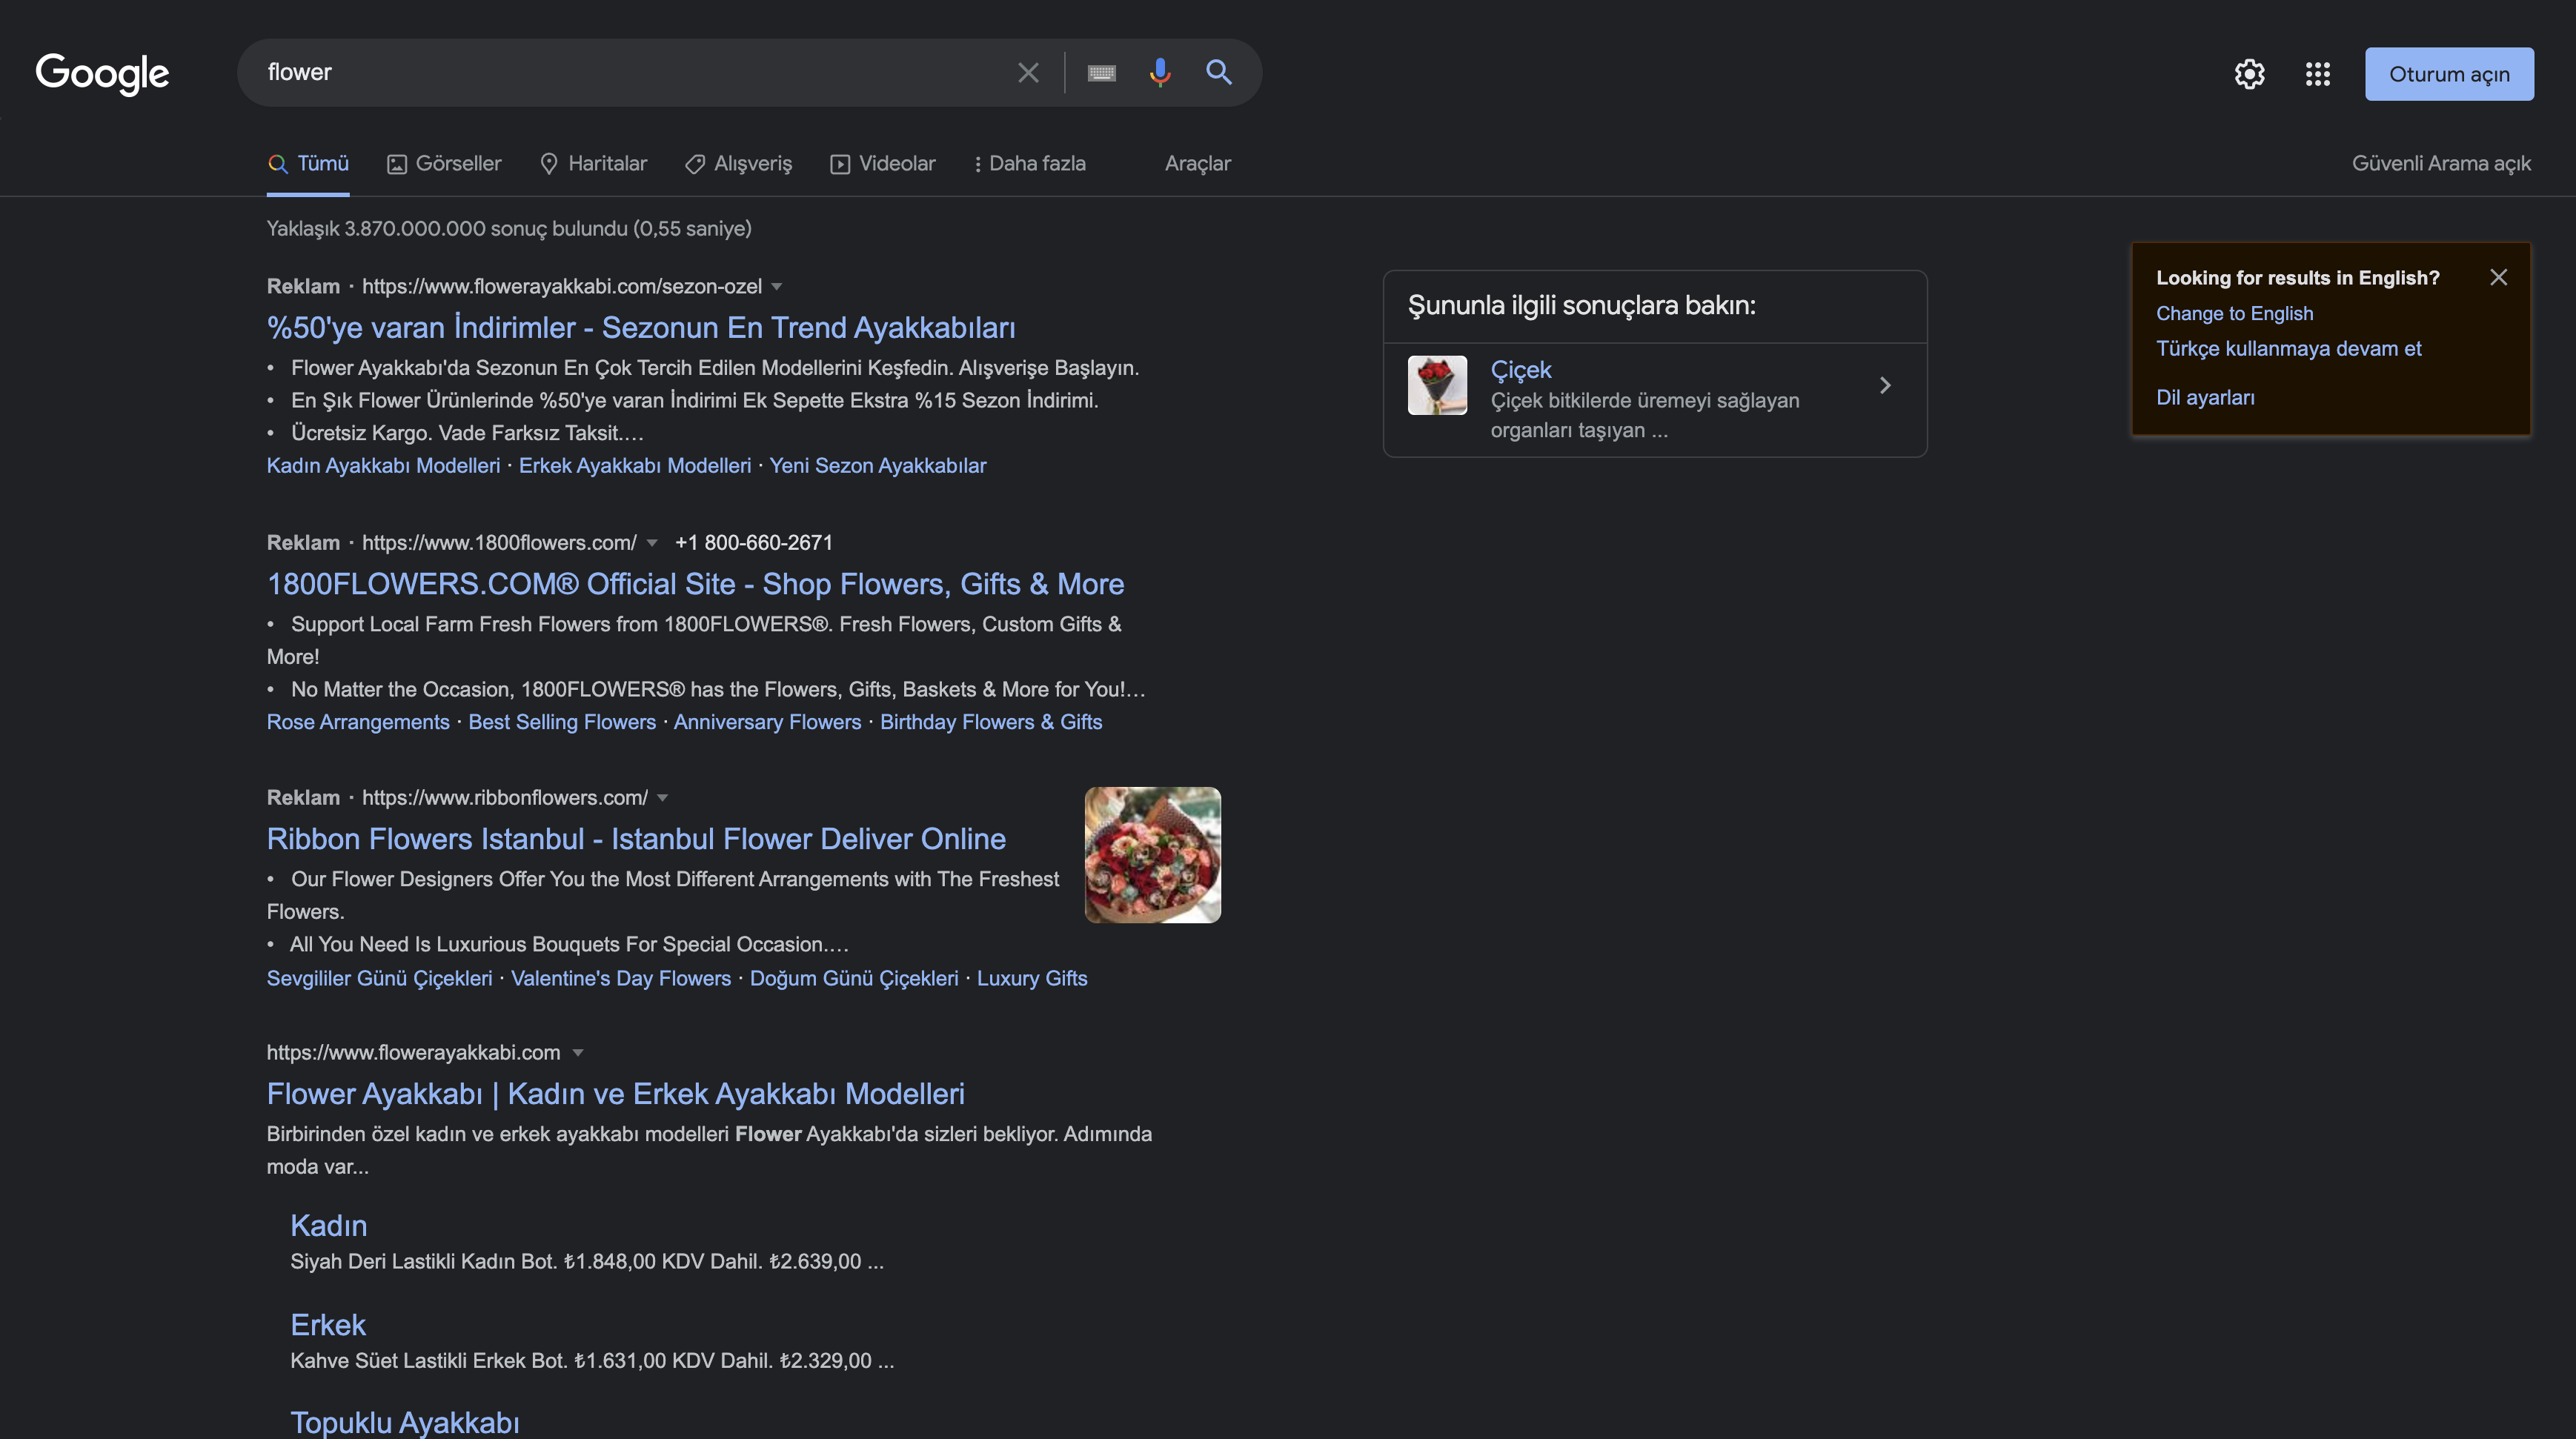 Google
flower
Oturum açın
Tümü
Görseller
Haritalar
Alışveriş
Videolar
Daha fazla
Araçlar
Güvenli Arama açık
Yaklaşık 3.870.000.000 sonuç bulundu (0,55 saniye)
Reklam · https://www.flowerayakkabi.com/sezon-ozel
%50'ye varan İndirimler - Sezonun En Trend Ayakkabıları
• Flower Ayakkabı'da Sezonun En Çok Tercih Edilen Modellerini Keşfedin. Alışverişe Başlayın.
• En Şık Flower Ürünlerinde %50'ye varan İndirimi Ek Sepette Ekstra %15 Sezon İndirimi.
• Ücretsiz Kargo. Vade Farksız Taksit.…
Kadın Ayakkabı Modelleri · Erkek Ayakkabı Modelleri · Yeni Sezon Ayakkabılar
Reklam · https://www.1800flowers.com/ +1 800-660-2671
1800FLOWERS.COM® Official Site - Shop Flowers, Gifts & More
• Support Local Farm Fresh Flowers from 1800FLOWERS®. Fresh Flowers, Custom Gifts &
More!
• No Matter the Occasion, 1800FLOWERS® has the Flowers, Gifts, Baskets & More for You!…
Rose Arrangements · Best Selling Flowers · Anniversary Flowers · Birthday Flowers & Gifts
Reklam · https://www.ribbonflowers.com/
Ribbon Flowers Istanbul - Istanbul Flower Deliver Online
• Our Flower Designers Offer You the Most Different Arrangements with The Freshest
Flowers.
• All You Need Is Luxurious Bouquets For Special Occasion.…
Sevgililer Günü Çiçekleri · Valentine's Day Flowers · Doğum Günü Çiçekleri · Luxury Gifts
https://www.flowerayakkabi.com
Flower Ayakkabı | Kadın ve Erkek Ayakkabı Modelleri
Birbirinden özel kadın ve erkek ayakkabı modelleri Flower Ayakkabı'da sizleri bekliyor. Adımında
moda var...
Kadın
Siyah Deri Lastikli Kadın Bot. ₺1.848,00 KDV Dahil. ₺2.639,00 ...
Erkek
Kahve Süet Lastikli Erkek Bot. ₺1.631,00 KDV Dahil. ₺2.329,00 ...
Topuklu Ayakkabı
Şununla ilgili sonuçlara bakın:
Çiçek
Çiçek bitkilerde üremeyi sağlayan
organları taşıyan ...
Looking for results in English?
Change to English
Türkçe kullanmaya devam et
Dil ayarları